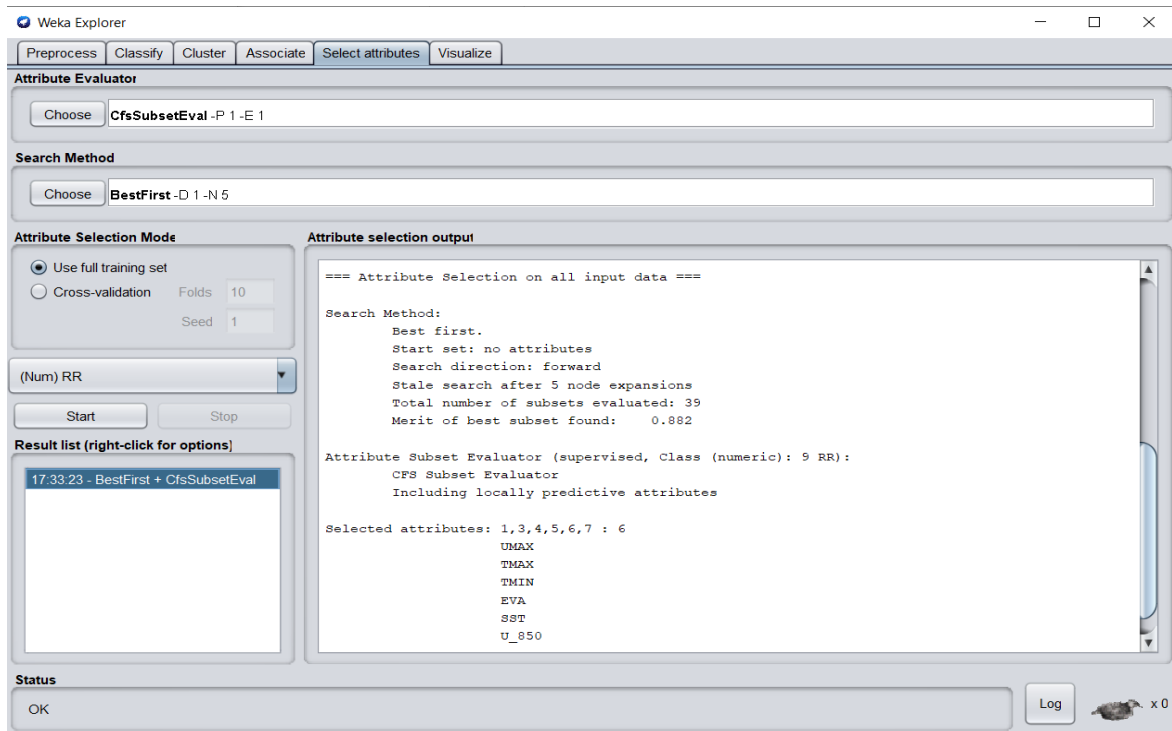 Weka Explorer
Preprocess Classify Cluster Associate Select attributes Visualize
Attribute Evaluator
Choose CfsSubsetEval -P 1 -E 1
Search Method
Choose BestFirst -D 1 -N 5
Attribute Selection Mode
Use full training set
Cross-validation Folds 10
Seed 1
(Num) RR
Start Stop
Result list (right-click for options)
17:33:23 - BestFirst + CfsSubsetEval
Attribute selection output
=== Attribute Selection on all input data ===
Search Method:
Best first.
Start set: no attributes
Search direction: forward
Stale search after 5 node expansions
Total number of subsets evaluated: 39
Merit of best subset found: 0.882
Attribute Subset Evaluator (supervised, Class (numeric): 9 RR):
CFS Subset Evaluator
Including locally predictive attributes
Selected attributes: 1,3,4,5,6,7 : 6
UMAX
TMAX
TMIN
EVA
SST
U_850
Status
OK
Log x 0